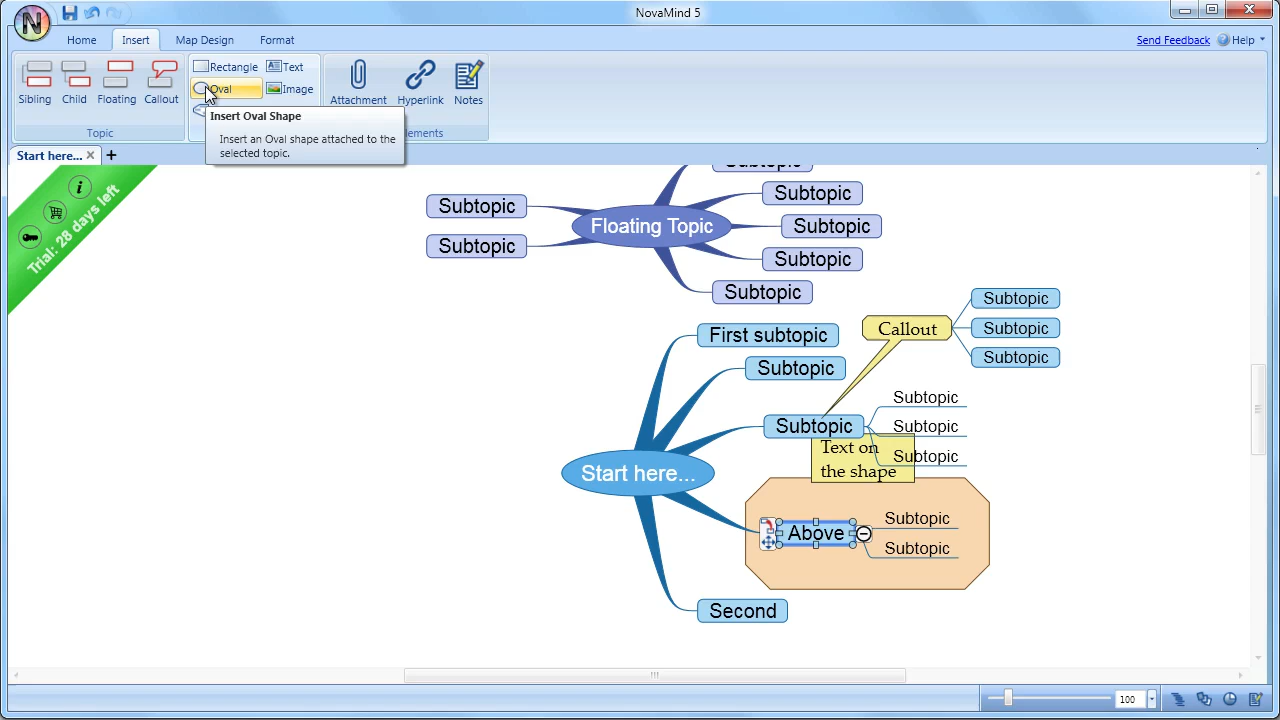 NovaMind 5
Home Insert Map Design Format
Send Feedback Help
Rectangle Text
Oval Image
Sibling Child Floating Callout
Attachment Hyperlink Notes
Topic
Insert Oval Shape
Insert an Oval shape attached to the
selected topic.
Start here...
Trial: 28 days left
Subtopic
Subtopic
Subtopic
Floating Topic
Subtopic
Subtopic
Subtopic
Subtopic
Subtopic
First subtopic
Subtopic
Callout
Subtopic
Subtopic
Subtopic
Subtopic
Subtopic
Subtopic
Subtopic
Text on
the shape
Start here...
Above
Subtopic
Subtopic
Second
100